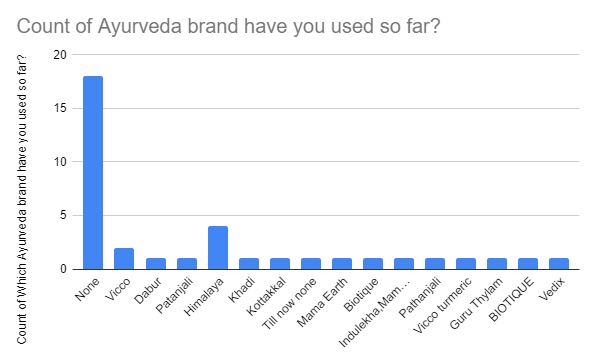 Count of Ayurveda brand have you used so far?
Count of Which Ayurveda brand have you used so far?
20
15
10
5
0
None
Vicco
Dabur
Patanjali
Himalaya
Khadi
Kottakkal
Till now none
Mama Earth
Biotique
Indulekha,Mam…
Pathanjali
Vicco turmeric
Guru Thylam
BIOTIQUE
Vedix